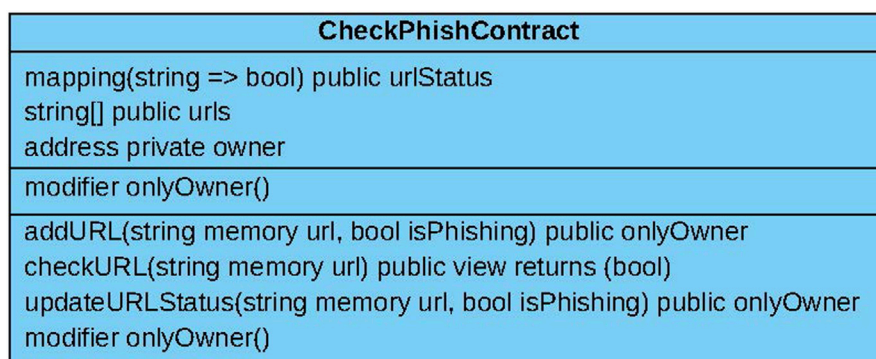 CheckPhishContract
mapping(string => bool) public urlStatus
string[] public urls
address private owner
modifier onlyOwner()
addURL(string memory url, bool isPhishing) public onlyOwner
checkURL(string memory url) public view returns (bool)
updateURLStatus(string memory url, bool isPhishing) public onlyOwner
modifier onlyOwner()